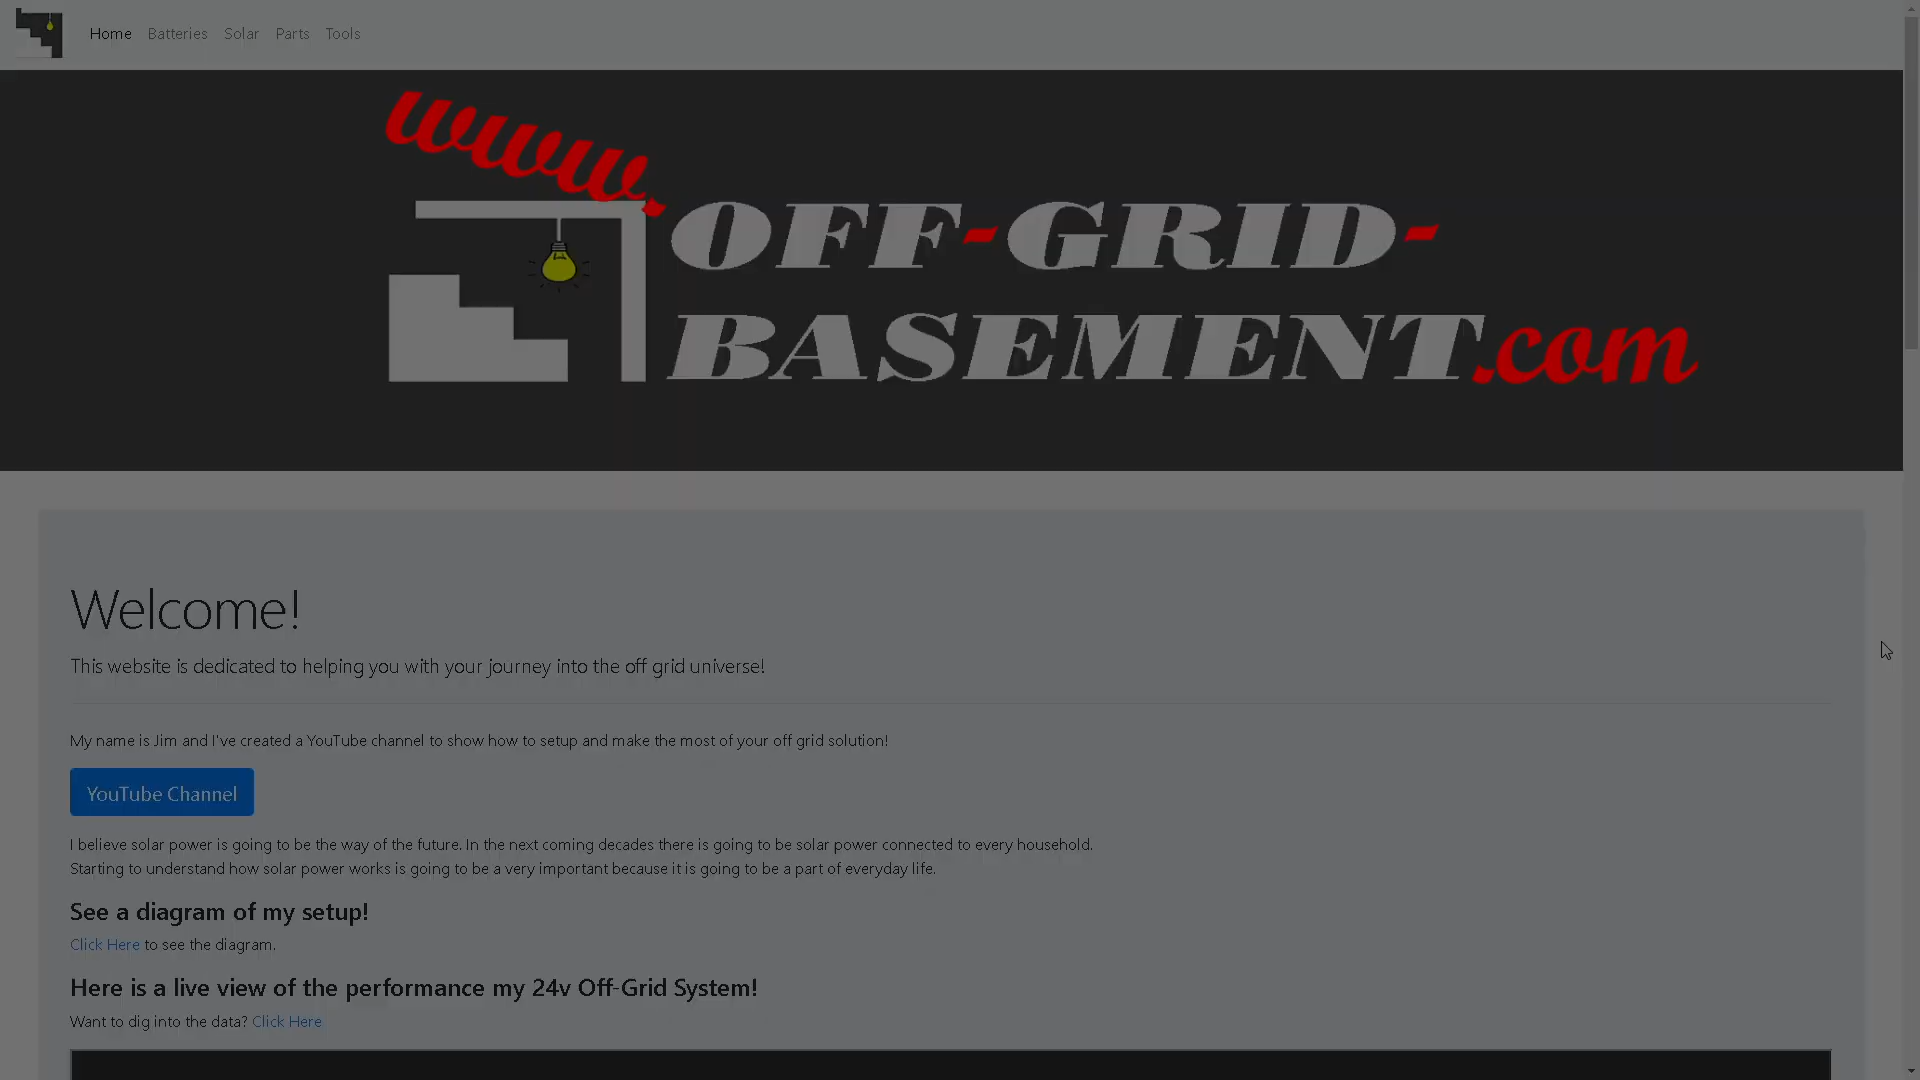 Home Batteries Solar Parts Tools
www.
OFF-GRID-
BASEMENT.com
Welcome!
This website is dedicated to helping you with your journey into the off grid universe!
My name is Jim and I've created a YouTube channel to show how to setup and make the most of your off grid solution!
YouTube Channel
I believe solar power is going to be the way of the future. In the next coming decades there is going to be solar power connected to every household.
Starting to understand how solar power works is going to be a very important because it is going to be a part of everyday life.
See a diagram of my setup!
Click Here to see the diagram.
Here is a live view of the performance my 24v Off-Grid System!
Want to dig into the data? Click Here.